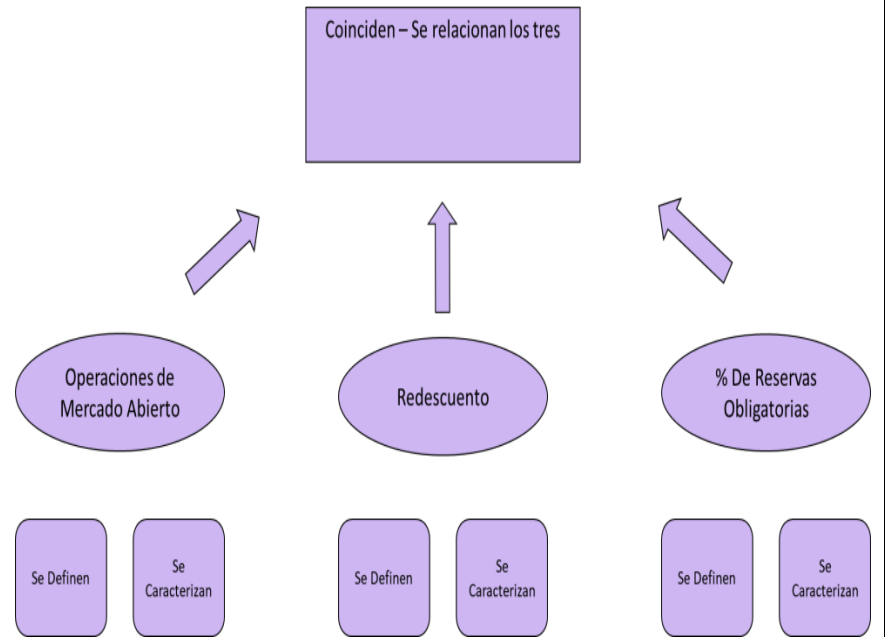 Coinciden – Se relacionan los tres
Operaciones de
Mercado Abierto
Redescuento
% De Reservas
Obligatorias
Se Definen
Se
Caracterizan
Se Definen
Se
Caracterizan
Se Definen
Se
Caracterizan